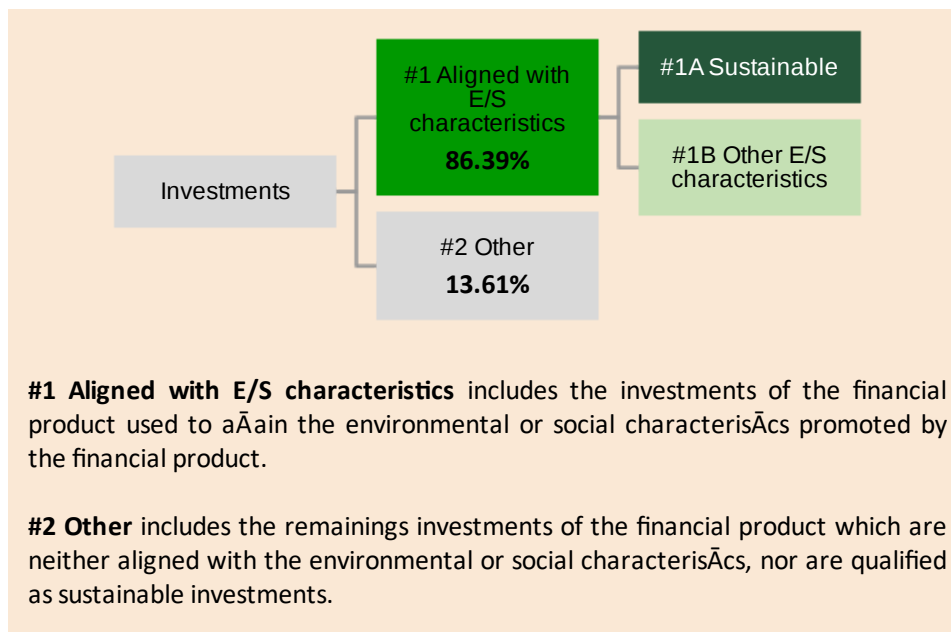 #1 Aligned with
E/S
characteristics
86.39%
#1A Sustainable
#1B Other E/S
characteristics
Investments
#2 Other
13.61%
#1 Aligned with E/S characteristics includes the investments of the financial
product used to aĀain the environmental or social characterisĀcs promoted by
the financial product.
#2 Other includes the remainings investments of the financial product which are
neither aligned with the environmental or social characterisĀcs, nor are qualified
as sustainable investments.